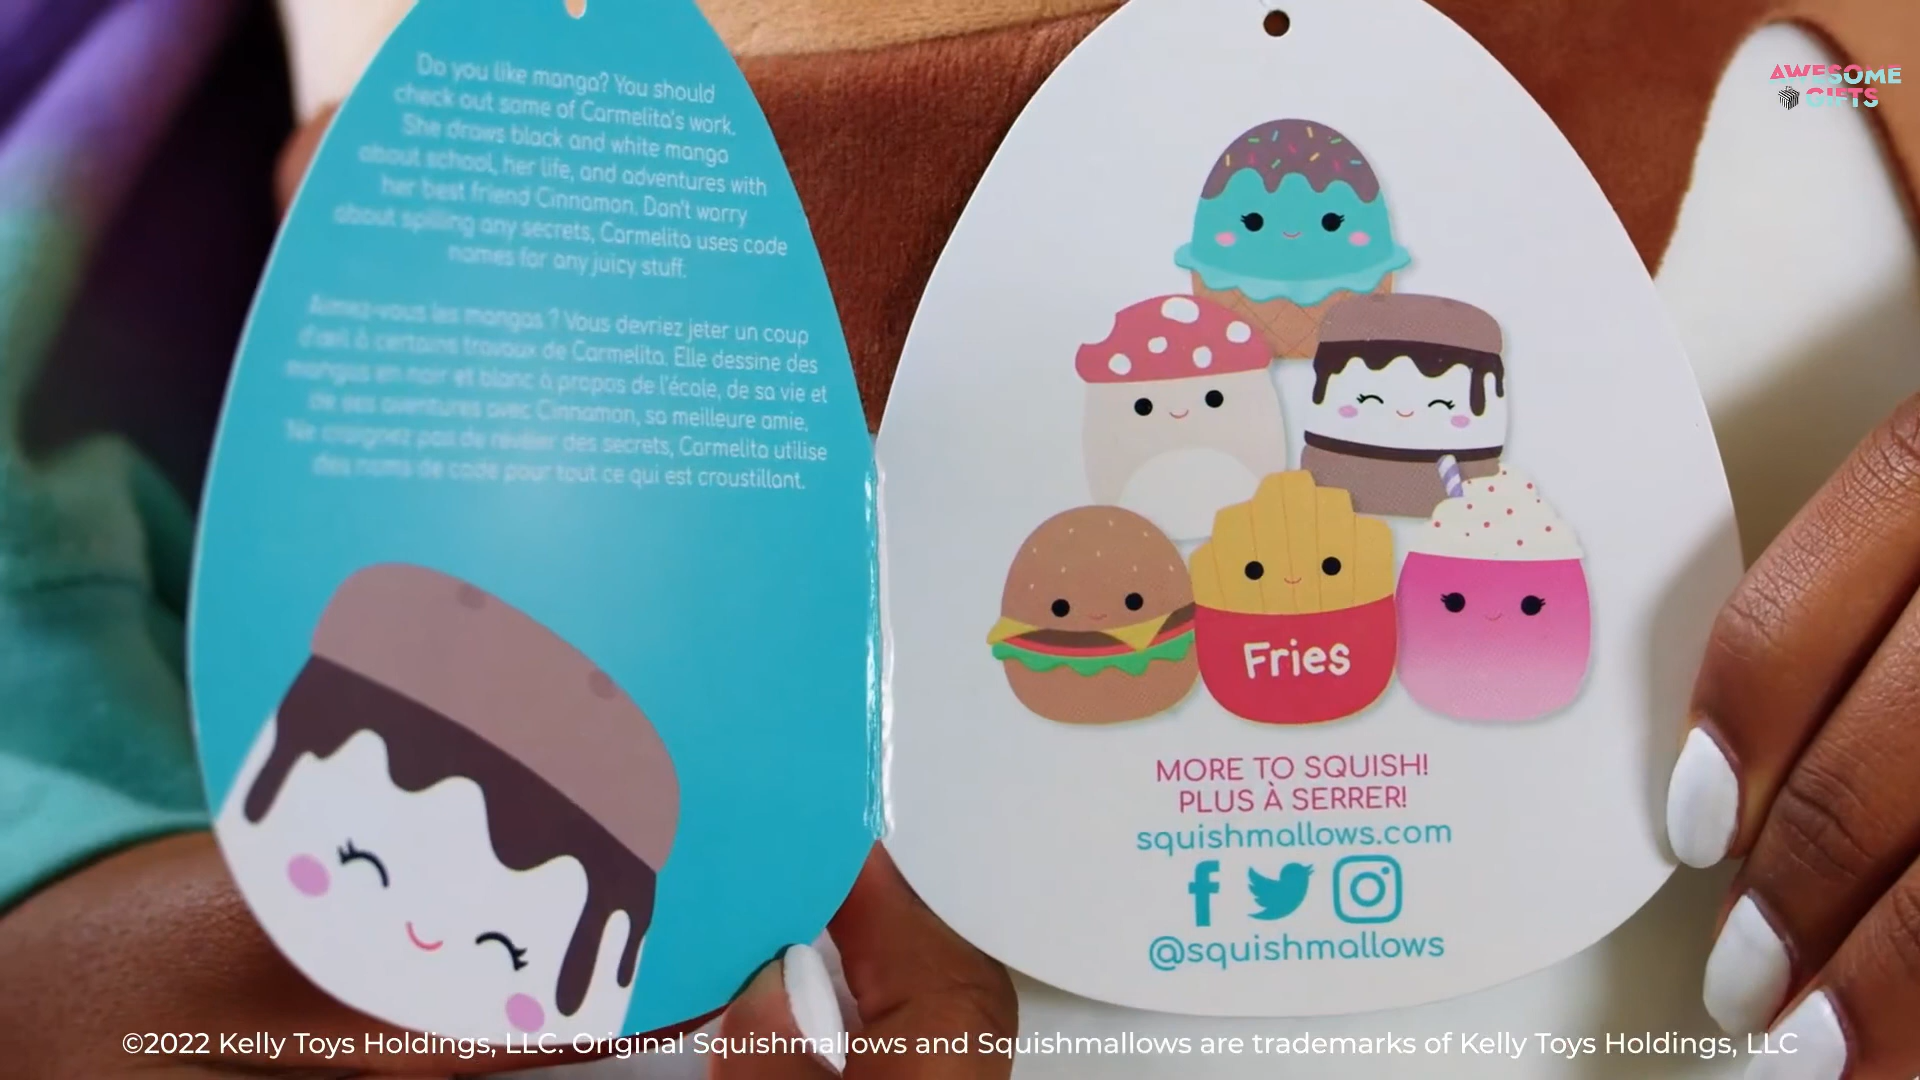 Do you like manga? You should
check out some of Carmelita's work.
She draws black and white manga
about school, her life, and adventures with
her best friend Cinnamon. Don't worry
about spilling any secrets, Carmelita uses code
names for any juicy stuff.
Aimez-vous les mangas ? Vous devriez jeter un coup
d'œil à certains travaux de Carmelita. Elle dessine des
mangas en noir et blanc à propos de l'école, de sa vie et
de ses aventures avec Cinnamon, sa meilleure amie.
Ne craignez pas de révéler des secrets, Carmelita utilise
des noms de code pour tout ce qui est croustillant.
Fries
MORE TO SQUISH!
PLUS À SERRER!
squishmallows.com
@squishmallows
AWESOME
GIFTS
©2022 Kelly Toys Holdings, LLC. Original Squishmallows and Squishmallows are trademarks of Kelly Toys Holdings, LLC